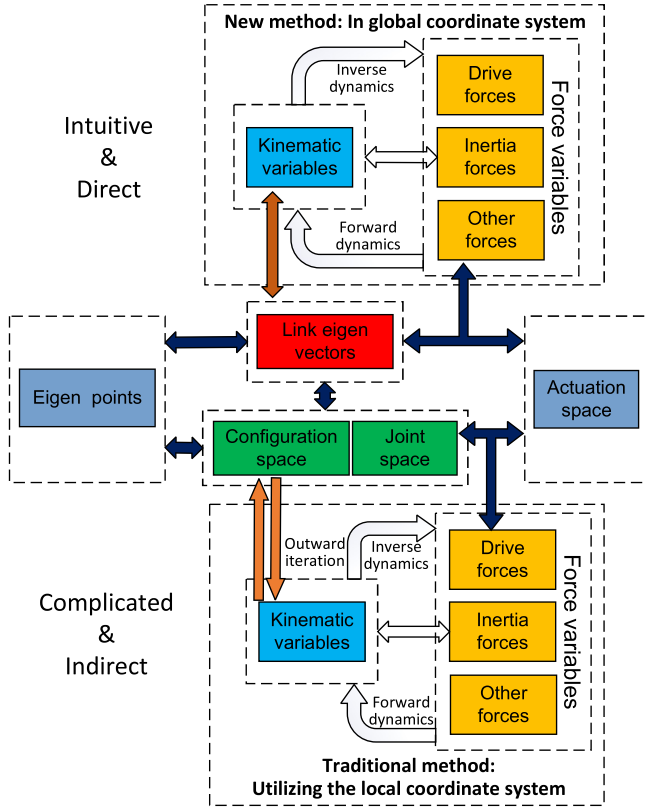 New method: In global coordinate system
Inverse
dynamics
Drive
forces
Force variables
Intuitive
&
Direct
Kinematic
variables
Inertia
forces
Other
forces
Forward
dynamics
Link eigen
vectors
Eigen points
Actuation
space
Configuration
space
Joint
space
Outward
iteration
Inverse
dynamics
Drive
forces
Force variables
Complicated
&
Indirect
Kinematic
variables
Inertia
forces
Other
forces
Forward
dynamics
Traditional method:
Utilizing the local coordinate system